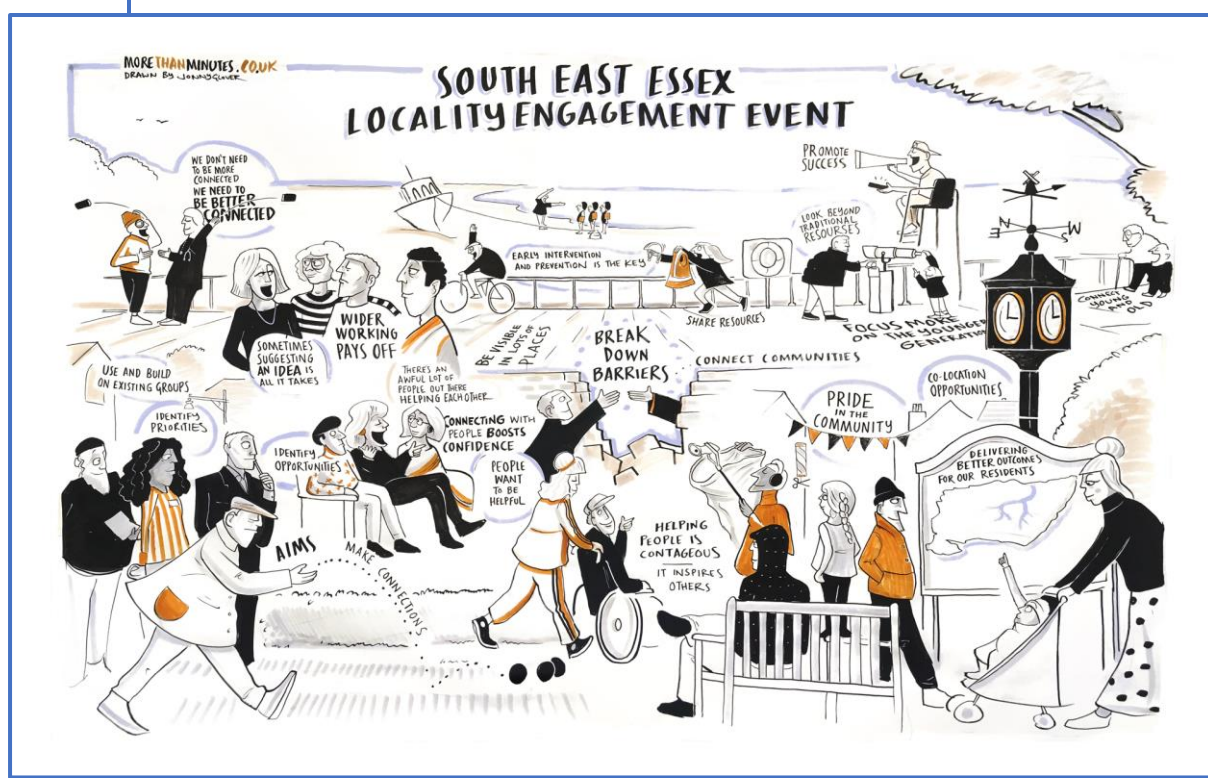 MORETHANMINUTES.CO.UK
DRAWN BY JONNYGLOVER
SOUTH EAST ESSEX
LOCALITY ENGAGEMENT EVENT
WE DON'T NEED
TO BE MORE
CONNECTED
WE NEED TO
BE BETTER
CONNECTED
PROMOTE
SUCCESS
LOOK BEYOND
TRADITIONAL
RESOURSES
N
W
S
EARLY INTERVENTION
AND PREVENTION IS THE KEY
SHARE RESOURCES
FOCUS MORE
ON THE YOUNGER
GENERATION
CONNECT
YOUNG
AND
OLD
WIDER
WORKING
PAYS OFF
SOMETIMES
SUGGESTING
AN IDEA IS
ALL IT TAKES
BE VISIBLE
IN LOTS OF
PLACES
BREAK
DOWN
BARRIERS
CONNECT COMMUNITIES
USE AND BUILD
ON EXISTING GROUPS
IDENTIFY
PRIORITIES
THERE'S AN
AWFUL LOT OF
PEOPLE OUT THERE
HELPING EACH OTHER...
CONNECTING WITH
PEOPLE BOOSTS
CONFIDENCE
IDENTIFY
OPPORTUNITIES
PEOPLE
WANT
TO BE
HELPFUL
PRIDE
IN THE
COMMUNITY
CO-LOCATION
OPPORTUNITIES
DELIVERING
BETTER OUTCOMES
FOR OUR RESIDENTS
AIMS
MAKE CONNECTIONS
HELPING
PEOPLE IS
CONTAGEOUS
IT INSPIRES
OTHERS